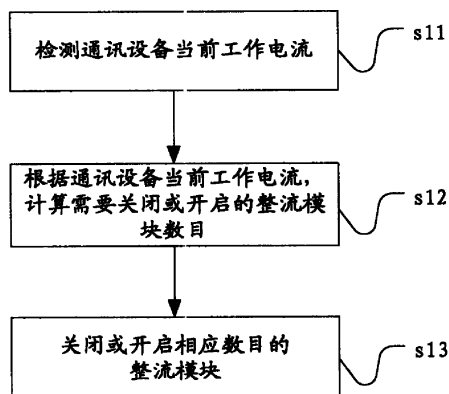 检测通讯设备当前工作电流
s11
根据通讯设备当前工作电流，
计算需要关闭或开启的整流模
块数目
s12
关闭或开启相应数目的
整流模块
s13